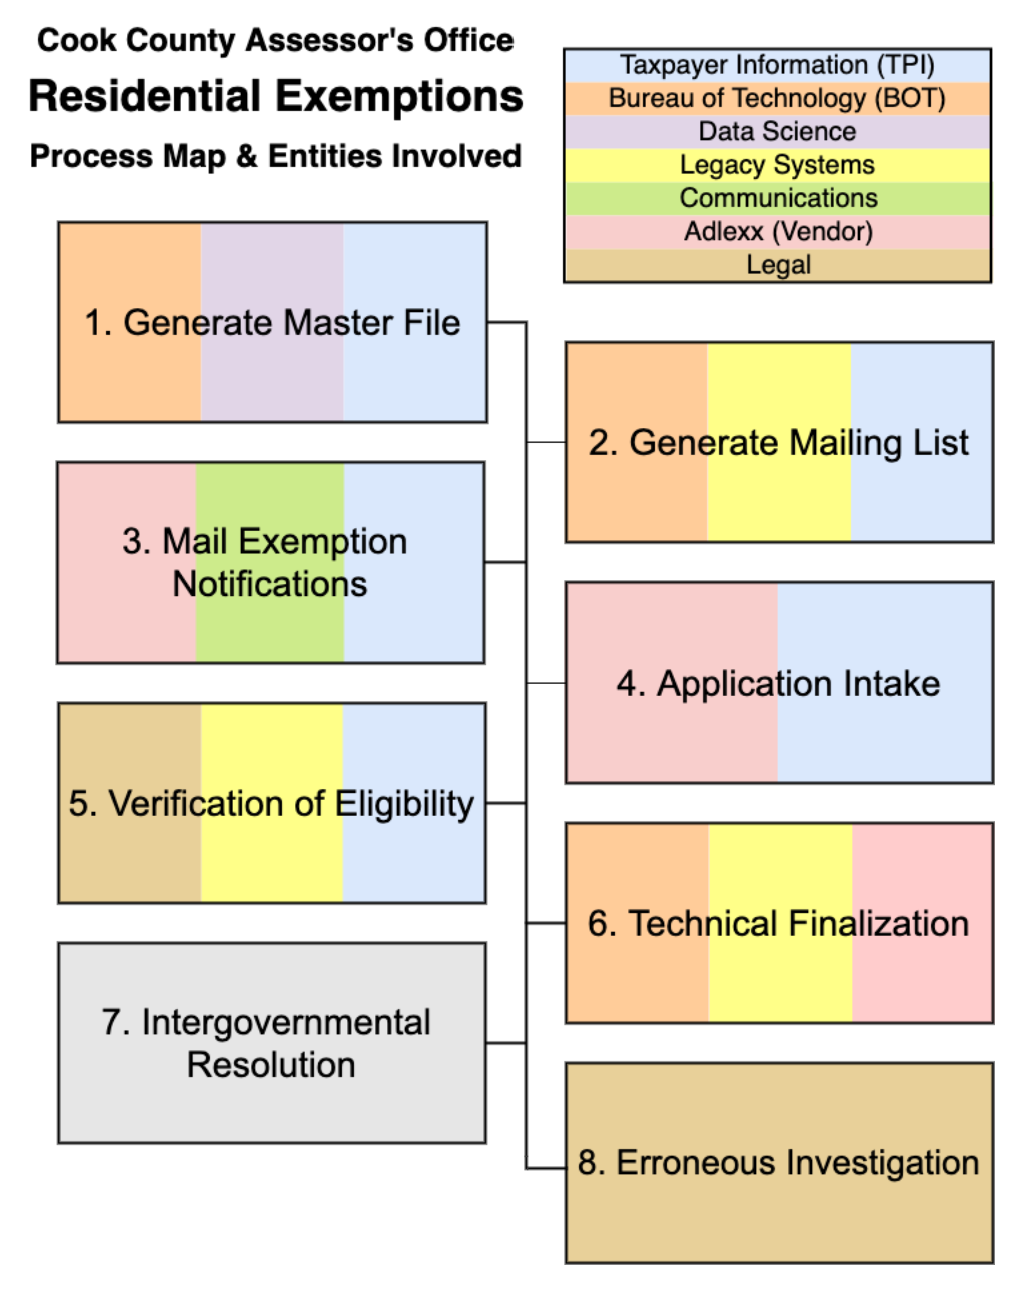 Cook County Assessor's Office
Residential Exemptions
Process Map & Entities Involved
Taxpayer Information (TPI)
Bureau of Technology (BOT)
Data Science
Legacy Systems
Communications
Adlexx (Vendor)
Legal
1. Generate Master File
2. Generate Mailing List
3. Mail Exemption
Notifications
4. Application Intake
5. Verification of Eligibility
6. Technical Finalization
7. Intergovernmental
Resolution
8. Erroneous Investigation